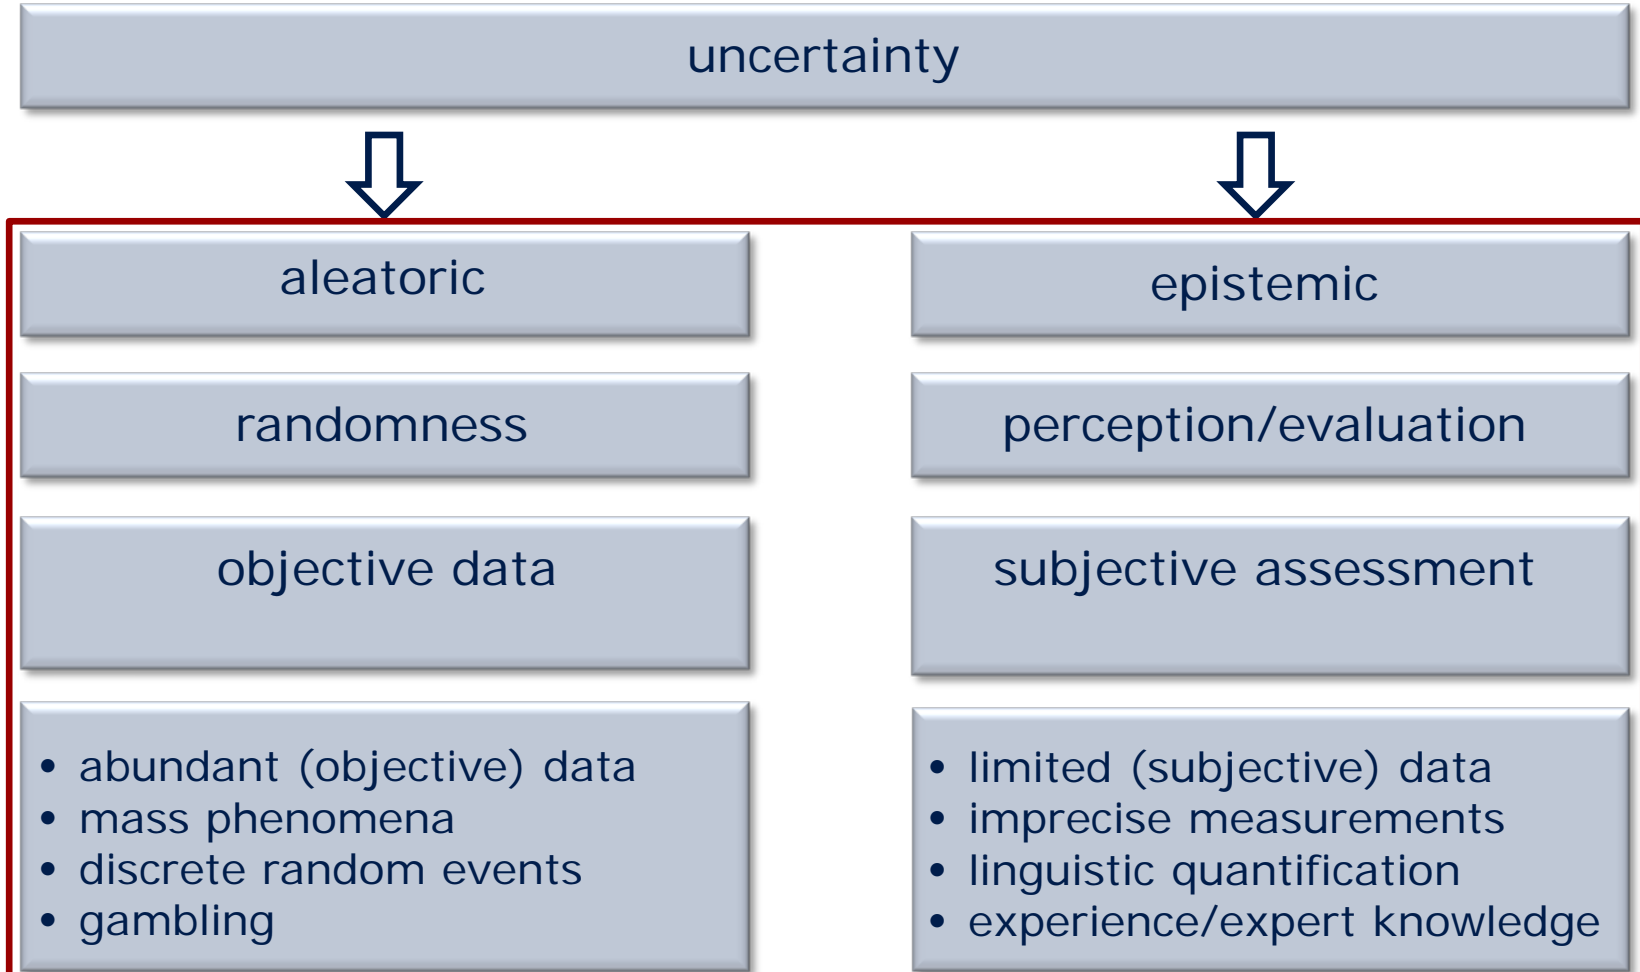 uncertainty
aleatoric
randomness
objective data
• abundant (objective) data
• mass phenomena
• discrete random events
• gambling
epistemic
perception/evaluation
subjective assessment
• limited (subjective) data
• imprecise measurements
• linguistic quantification
• experience/expert knowledge